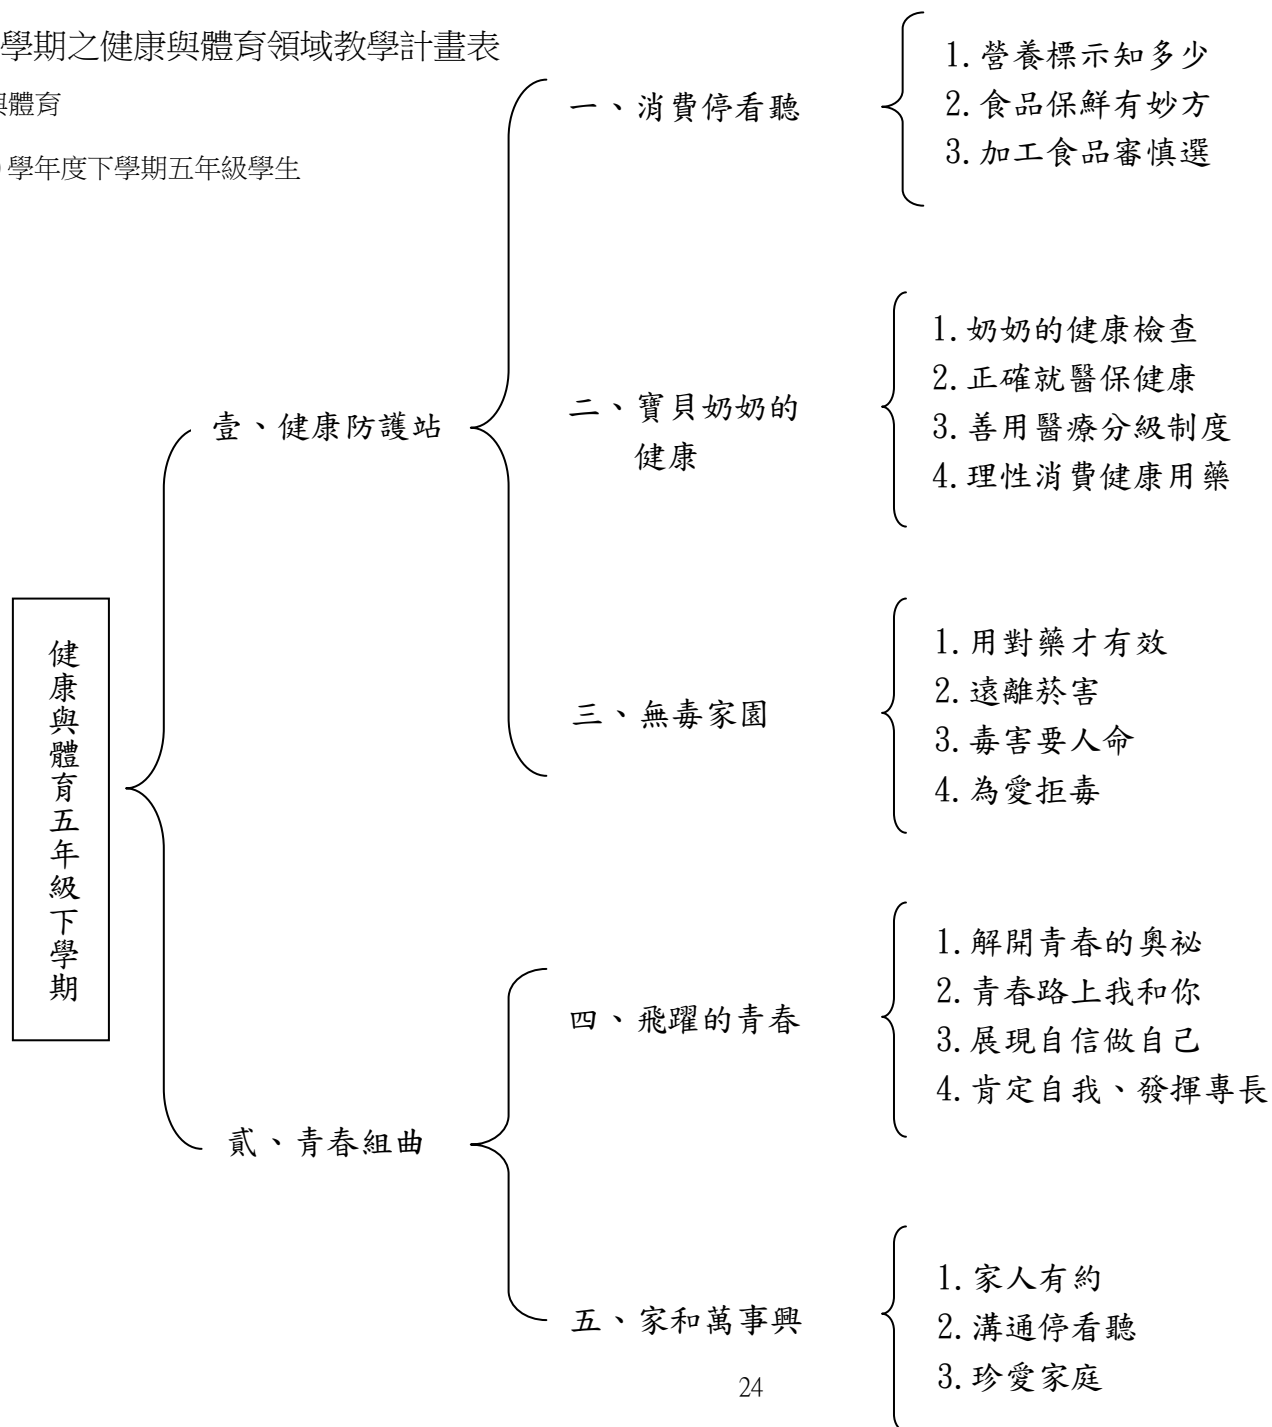 學期之健康與體育領域教學計畫表
與體育
學年度下學期五年級學生
健康與體育五年級下學期
壹、健康防護站
一、消費停看聽
1.營養標示知多少
2.食品保鮮有妙方
3.加工食品審慎選
二、寶貝奶奶的
健康
1.奶奶的健康檢查
2.正確就醫保健康
3.善用醫療分級制度
4.理性消費健康用藥
三、無毒家園
1.用對藥才有效
2.遠離菸害
3.毒害要人命
4.為愛拒毒
貳、青春組曲
四、飛躍的青春
1.解開青春的奧祕
2.青春路上我和你
3.展現自信做自己
4.肯定自我、發揮專長
五、家和萬事興
1.家人有約
2.溝通停看聽
3.珍愛家庭
24